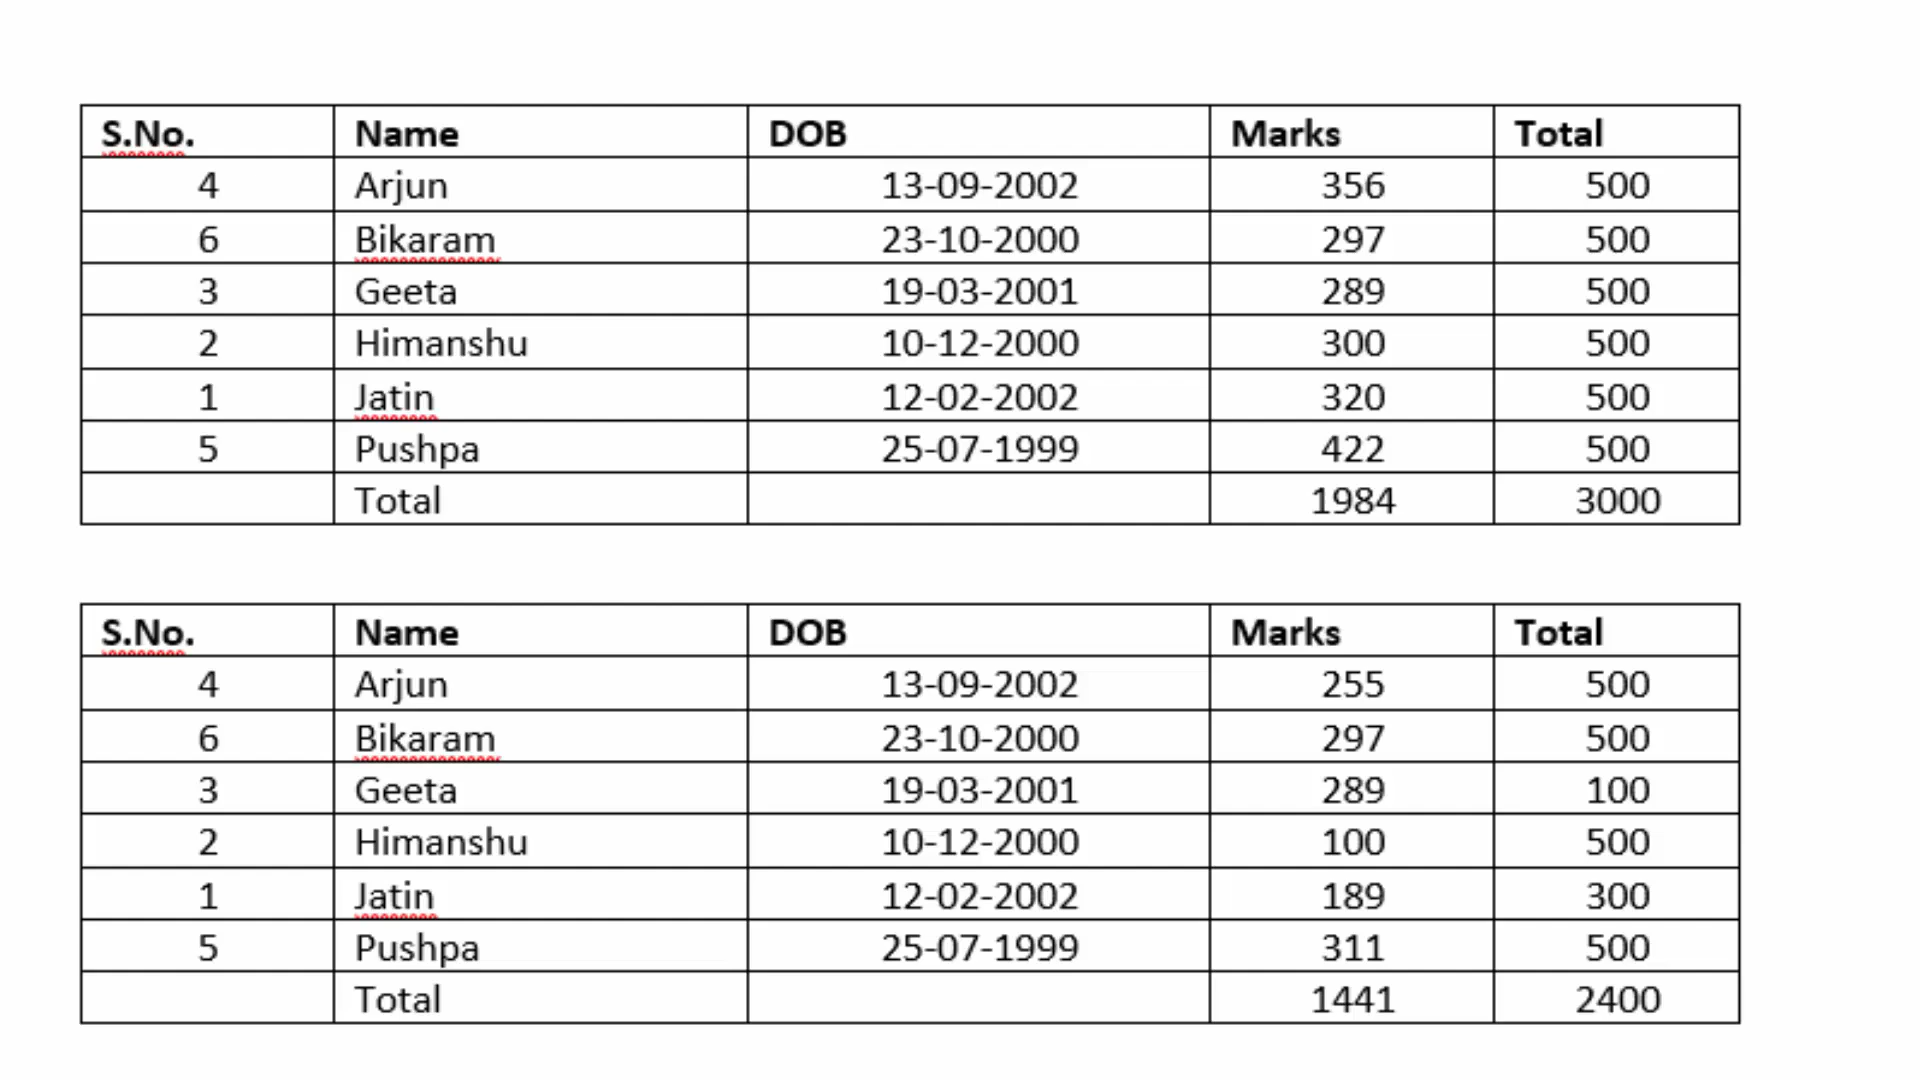 S.No. Name DOB Marks Total
4 Arjun 13-09-2002 356 500
6 Bikaram 23-10-2000 297 500
3 Geeta 19-03-2001 289 500
2 Himanshu 10-12-2000 300 500
1 Jatin 12-02-2002 320 500
5 Pushpa 25-07-1999 422 500
Total 1984 3000
S.No. Name DOB Marks Total
4 Arjun 13-09-2002 255 500
6 Bikaram 23-10-2000 297 500
3 Geeta 19-03-2001 289 100
2 Himanshu 10-12-2000 100 500
1 Jatin 12-02-2002 189 300
5 Pushpa 25-07-1999 311 500
Total 1441 2400